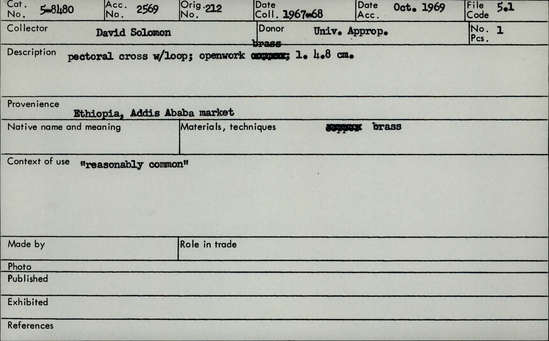 Cat. No. 5-8480 Acc. No. 2569 Orig. No. 212 Date Coll. 1967-68 Date Acc. Oct. 1969 File Code 5.1
Collector David Solomon Donor Univ. Approp. No. Pcs. 1
brass
Description pectoral cross w/loop; openwork ; l. 4.8 cm.
Provenience
Ethiopia, Addis Ababa market
Native name and meaning Materials, techniques brass
Context of use "reasonably common"
Made by Role in trade
Photo
Published
Exhibited
References